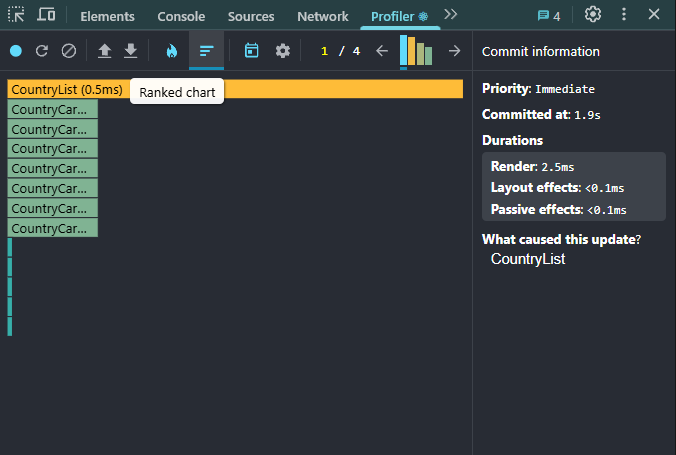 Elements Console Sources Network Profiler 4
1 / 4 Commit information
CountryList (0.5ms)
Ranked chart
CountryCar...
CountryCar...
CountryCar...
CountryCar...
CountryCar...
CountryCar...
CountryCar...
Priority: Immediate
Committed at: 1.9s
Durations
Render: 2.5ms
Layout effects: <0.1ms
Passive effects: <0.1ms
What caused this update?
CountryList